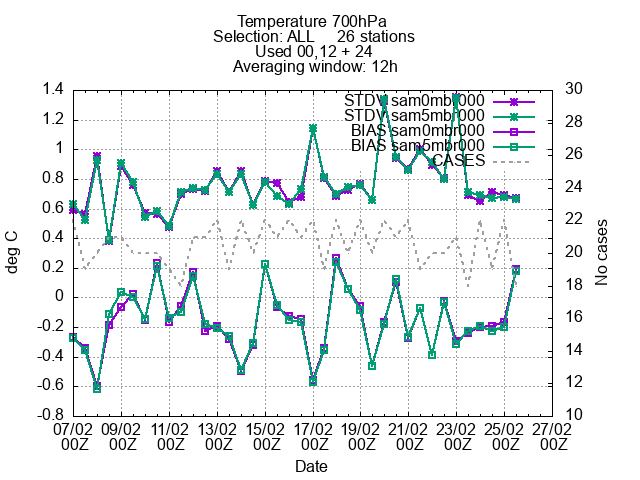 Temperature 700hPa
Selection: ALL 26 stations
Used 00,12 + 24
Averaging window: 12h
STDV sam0mbr000
STDV sam5mbr000
BIAS sam0mbr000
BIAS sam5mbr000
CASES
1.4
1.2
1
0.8
0.6
0.4
0.2
0
-0.2
-0.4
-0.6
-0.8
deg C
30
28
26
24
22
20
18
16
14
12
10
No cases
07/02 09/02 11/02 13/02 15/02 17/02 19/02 21/02 23/02 25/02 27/02
00Z 00Z 00Z 00Z 00Z 00Z 00Z 00Z 00Z 00Z 00Z
Date